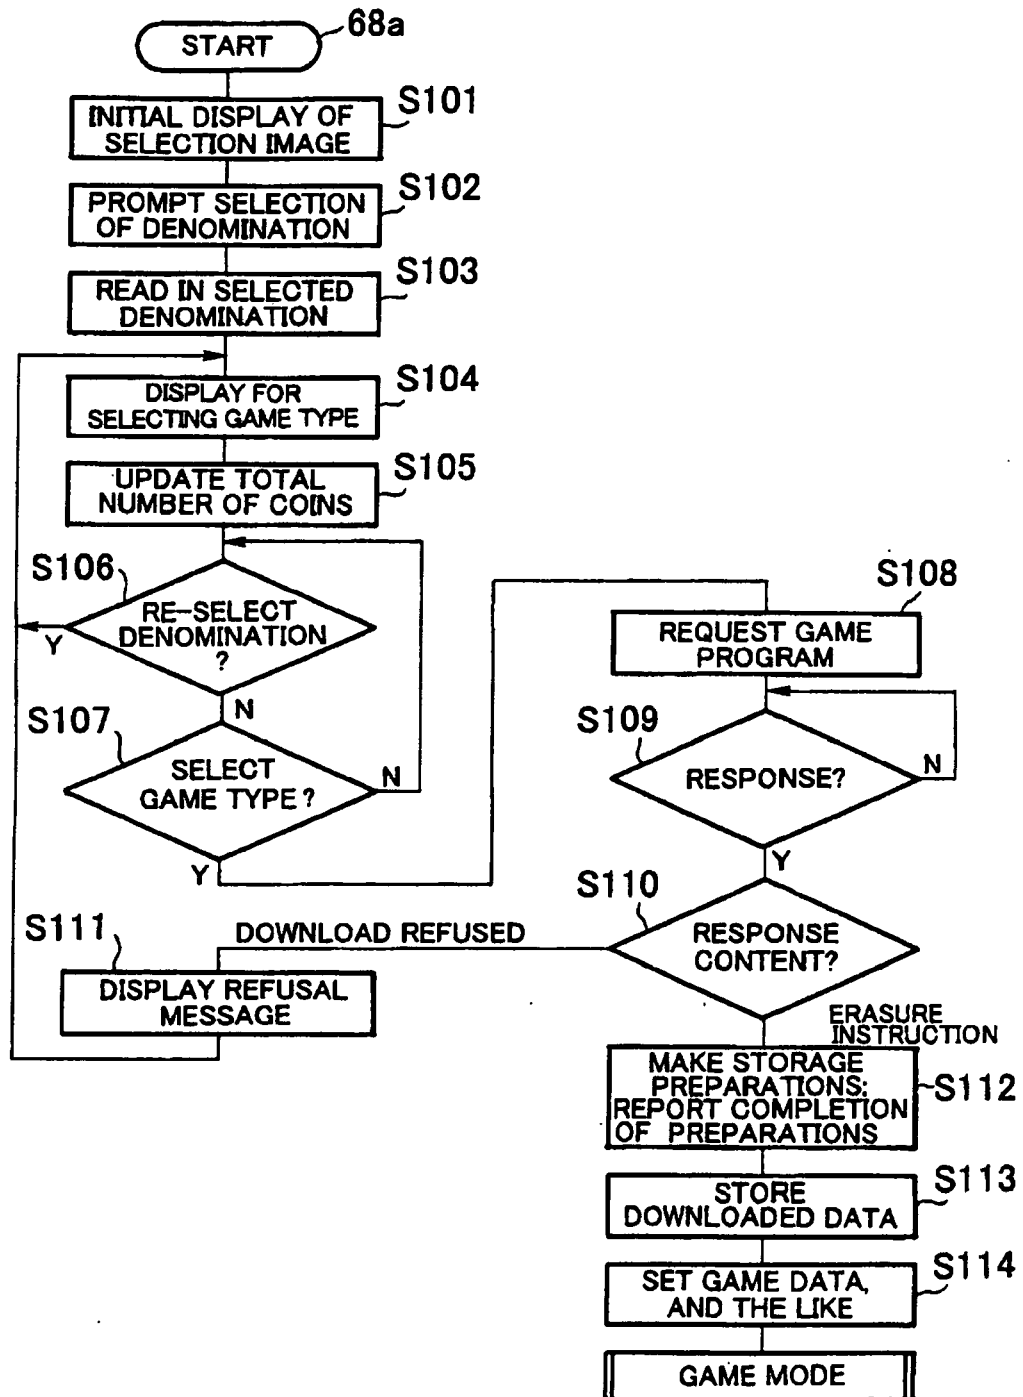 START
68a
INITIAL DISPLAY OF
SELECTION IMAGE
S101
PROMPT SELECTION
OF DENOMINATION
S102
READ IN SELECTED
DENOMINATION
S103
DISPLAY FOR
SELECTING GAME TYPE
S104
UPDATE TOTAL
NUMBER OF COINS
S105
S106
RE-SELECT
DENOMINATION
?
Y
N
S107
SELECT
GAME TYPE?
N
Y
S108
REQUEST GAME
PROGRAM
S109
RESPONSE?
N
Y
S110
RESPONSE
CONTENT?
DOWNLOAD REFUSED
S111
DISPLAY REFUSAL
MESSAGE
ERASURE
INSTRUCTION
MAKE STORAGE
PREPARATIONS:
REPORT COMPLETION
OF PREPARATIONS
S112
STORE
DOWNLOADED DATA
S113
SET GAME DATA,
AND THE LIKE
S114
GAME MODE